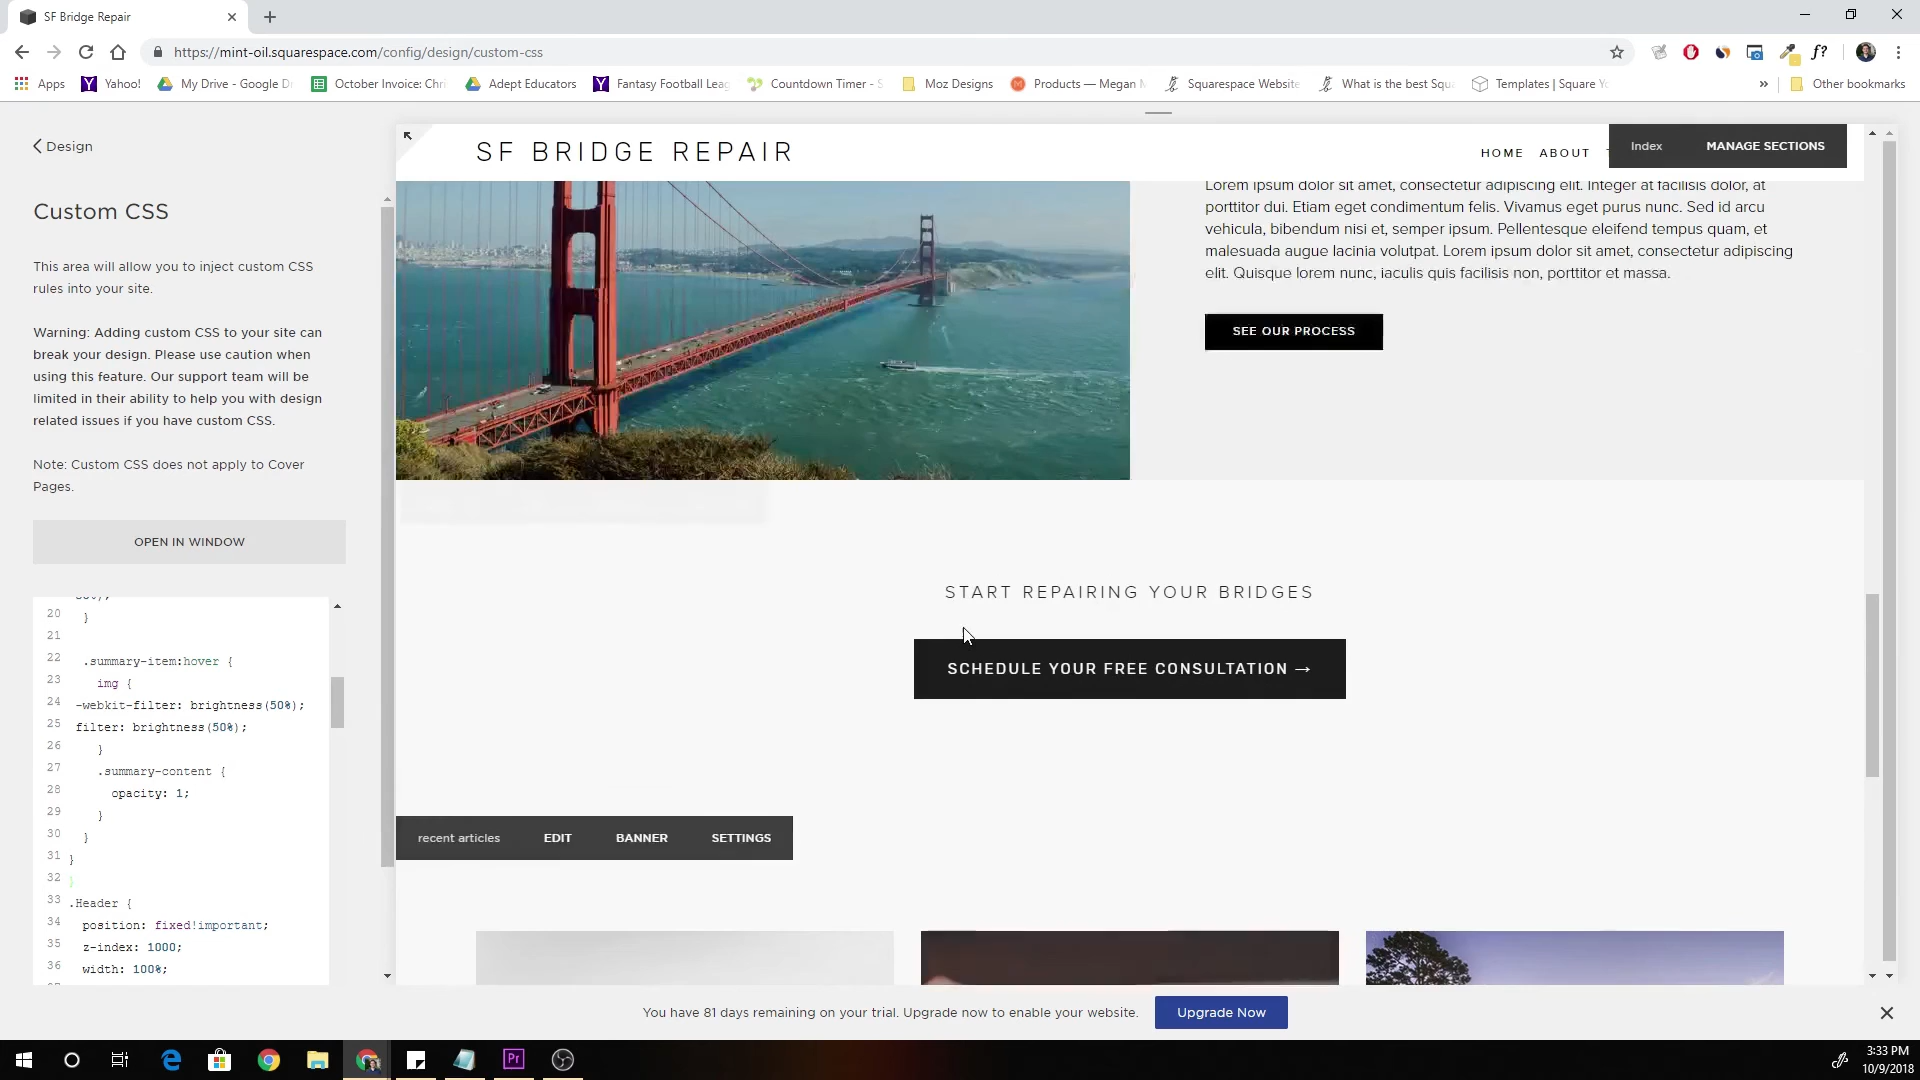 SF Bridge Repair
https://mint-oil.squarespace.com/config/design/custom-css
f?
Apps
Yahoo!
My Drive - Google D
October Invoice: Chri
Adept Educators
Fantasy Football Leag
Countdown Timer - S
Moz Designs
Products — Megan M
Squarespace Website
What is the best Squ
Templates | Square Yo
»
Other bookmarks
Design
SF BRIDGE REPAIR
HOME ABOUT
Index MANAGE SECTIONS
Custom CSS
This area will allow you to inject custom CSS
rules into your site.
Warning: Adding custom CSS to your site can
break your design. Please use caution when
using this feature. Our support team will be
limited in their ability to help you with design
related issues if you have custom CSS.
Note: Custom CSS does not apply to Cover
Pages.
OPEN IN WINDOW
20 }
21
22 .summary-item:hover {
23 img {
24 -webkit-filter: brightness(50%);
25 filter: brightness(50%);
26 }
27 .summary-content {
28 opacity: 1;
29 }
30 }
31 }
32 }
33 .Header {
34 position: fixed!important;
35 z-index: 1000;
36 width: 100%;
Lorem ipsum dolor sit amet, consectetur adipiscing elit. Integer at facilisis dolor, at
porttitor dui. Etiam eget condimentum felis. Vivamus eget purus nunc. Sed id arcu
vehicula, bibendum nisi et, semper ipsum. Pellentesque eleifend tempus quam, et
malesuada augue lacinia volutpat. Lorem ipsum dolor sit amet, consectetur adipiscing
elit. Quisque lorem nunc, iaculis quis facilisis non, porttitor et massa.
SEE OUR PROCESS
START REPAIRING YOUR BRIDGES
SCHEDULE YOUR FREE CONSULTATION →
recent articles EDIT BANNER SETTINGS
You have 81 days remaining on your trial. Upgrade now to enable your website.
Upgrade Now
Pr
3:33 PM
10/9/2018